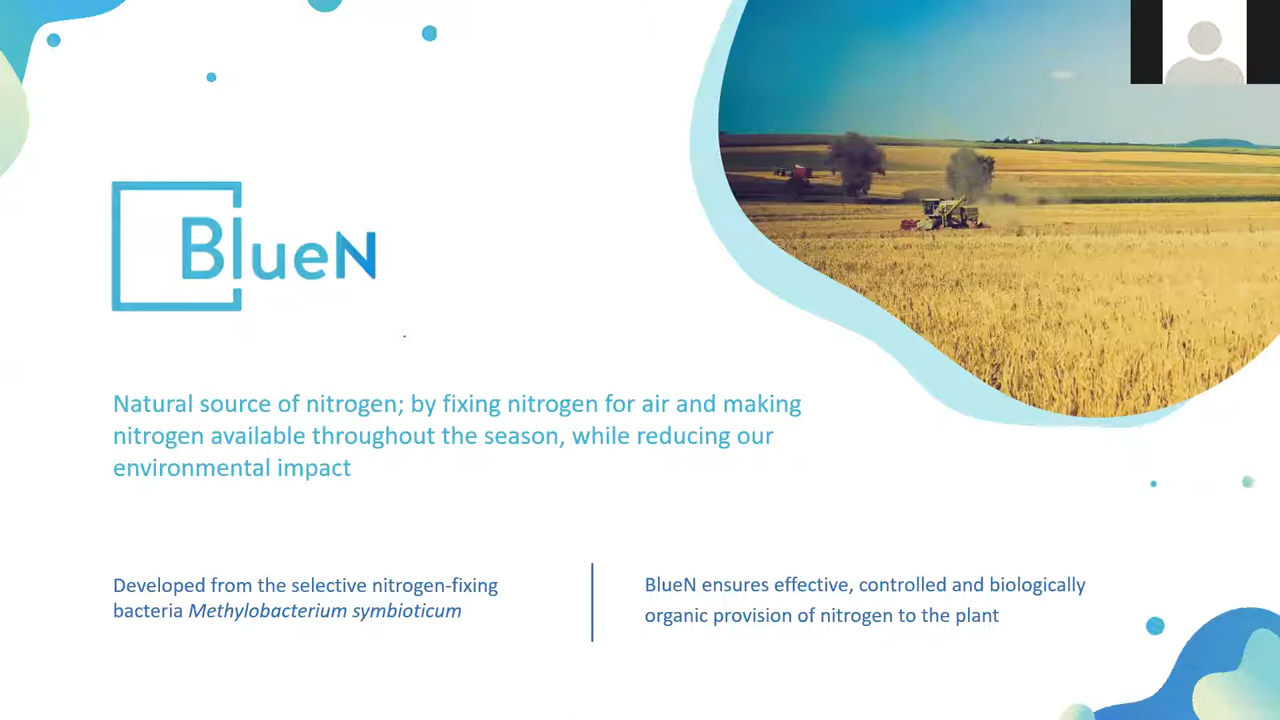 BlueN
Natural source of nitrogen; by fixing nitrogen for air and making
nitrogen available throughout the season, while reducing our
environmental impact
Developed from the selective nitrogen-fixing
bacteria Methylobacterium symbioticum
BlueN ensures effective, controlled and biologically
organic provision of nitrogen to the plant